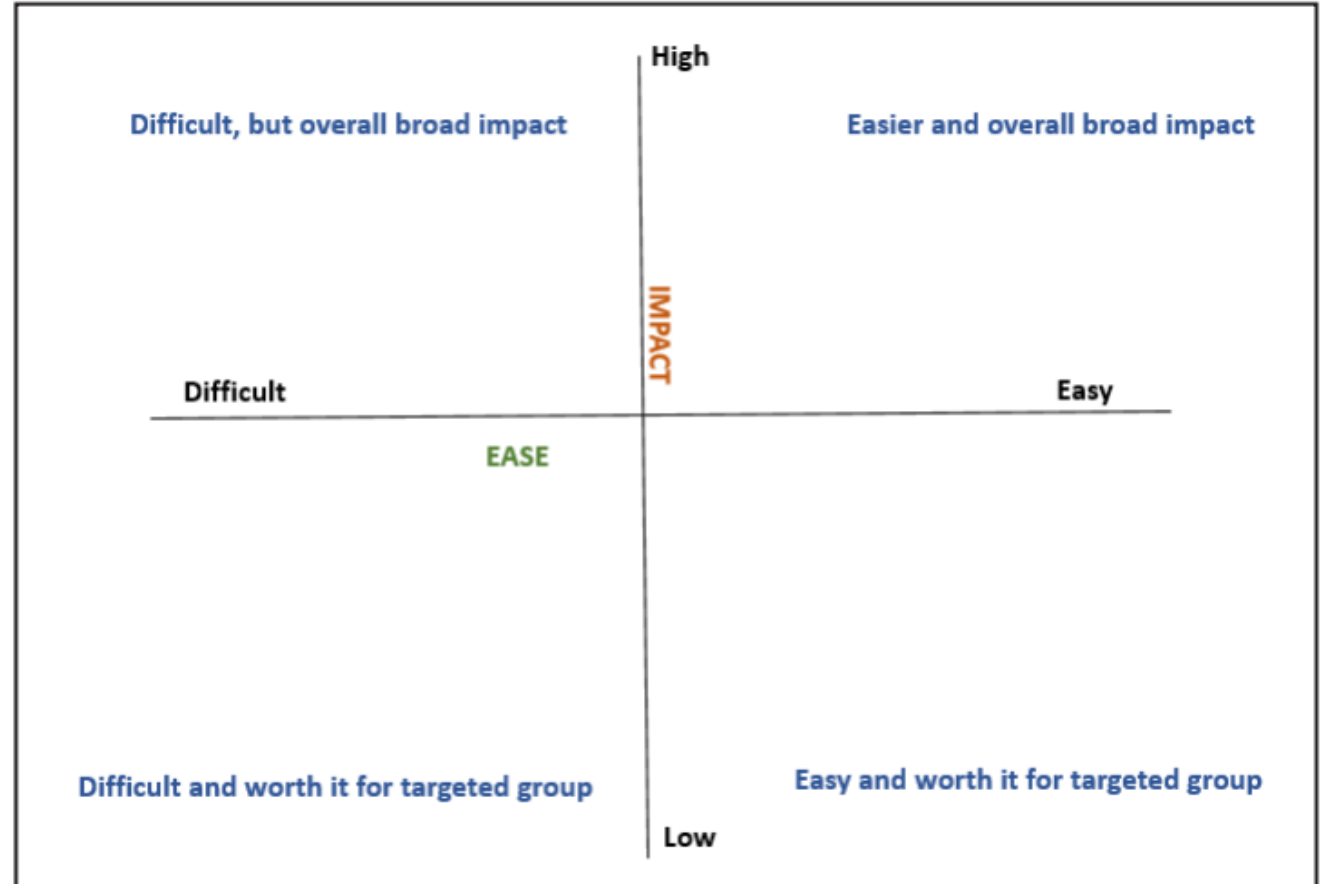 High
Difficult, but overall broad impact
Easier and overall broad impact
IMPACT
Difficult
Easy
EASE
Difficult and worth it for targeted group
Easy and worth it for targeted group
Low